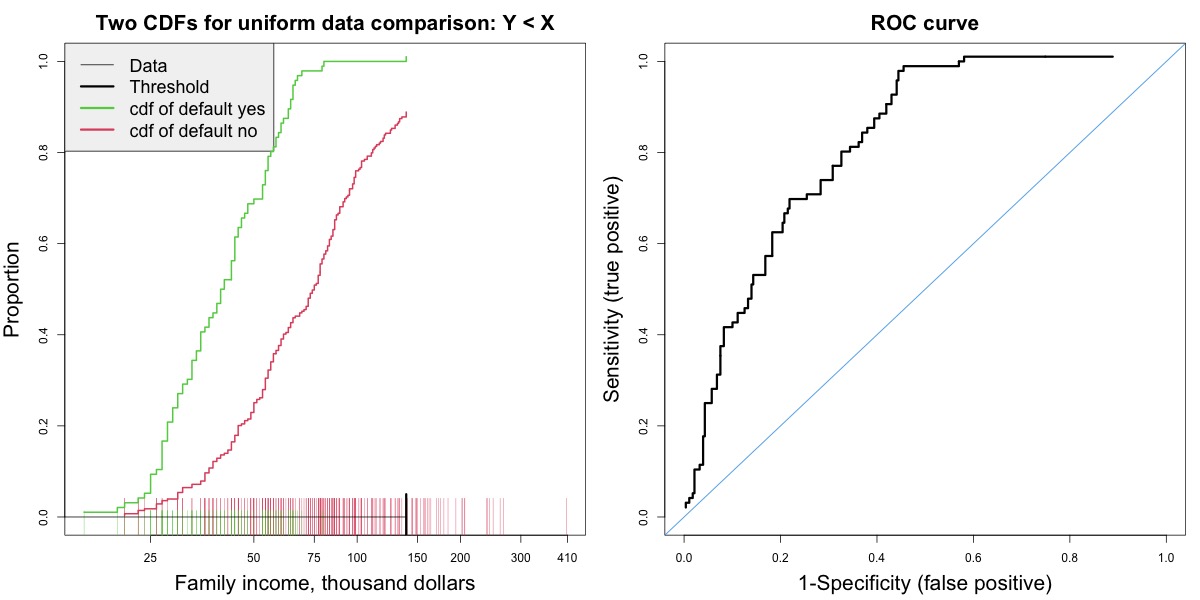 Two CDFs for uniform data comparison: Y < X
Data
Threshold
cdf of default yes
cdf of default no
Proportion
0.0
0.2
0.4
0.6
0.8
1.0
25
50
75
100
150
200
300
410
Family income, thousand dollars
ROC curve
Sensitivity (true positive)
0.0
0.2
0.4
0.6
0.8
1.0
0.0
0.2
0.4
0.6
0.8
1.0
1-Specificity (false positive)